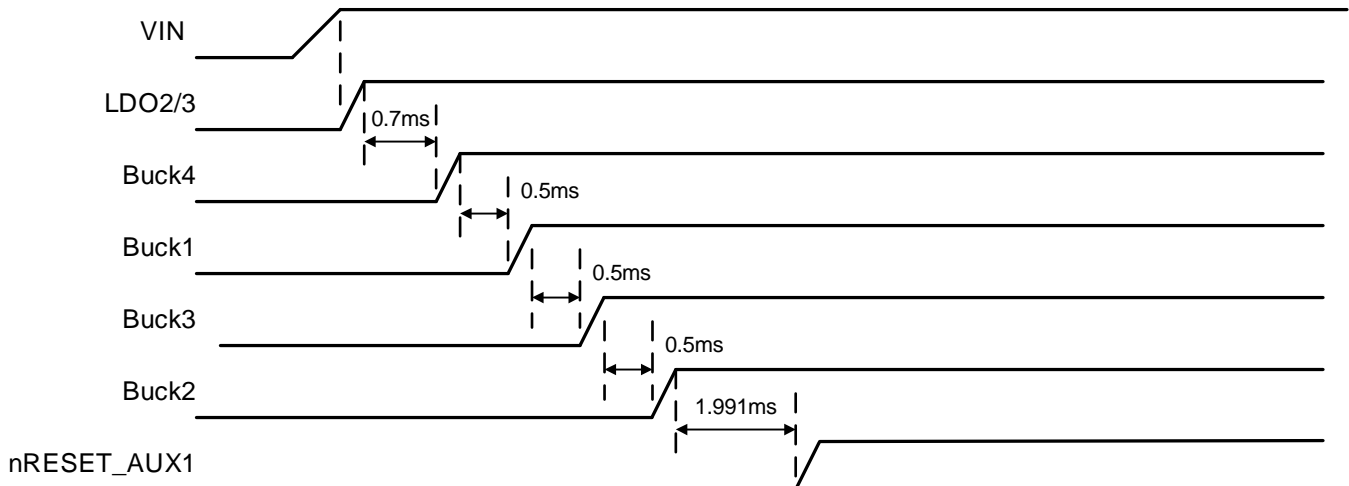 VIN
LDO2/3
0.7ms
Buck4
0.5ms
Buck1
0.5ms
Buck3
0.5ms
Buck2
1.991ms
nRESET_AUX1